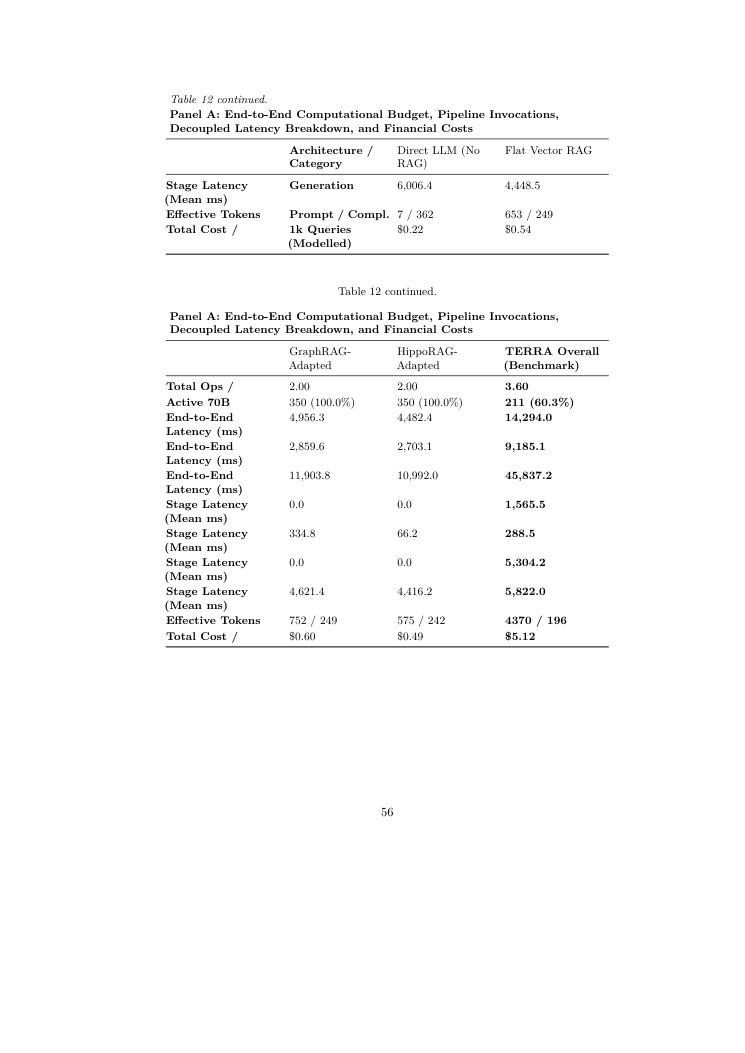 Table 12 continued.
Panel A: End-to-End Computational Budget, Pipeline Invocations,
Decoupled Latency Breakdown, and Financial Costs
Architecture / Direct LLM (No Flat Vector RAG
Category RAG)
Stage Latency Generation 6,006.4 4,448.5
(Mean ms)
Effective Tokens Prompt / Compl. 7 / 362 653 / 249
Total Cost / 1k Queries $0.22 $0.54
(Modelled)
Table 12 continued.
Panel A: End-to-End Computational Budget, Pipeline Invocations,
Decoupled Latency Breakdown, and Financial Costs
GraphRAG- HippoRAG- TERRA Overall
Adapted Adapted (Benchmark)
Total Ops / 2.00 2.00 3.60
Active 70B 350 (100.0%) 350 (100.0%) 211 (60.3%)
End-to-End 4,956.3 4,482.4 14,294.0
Latency (ms)
End-to-End 2,859.6 2,703.1 9,185.1
Latency (ms)
End-to-End 11,903.8 10,992.0 45,837.2
Latency (ms)
Stage Latency 0.0 0.0 1,565.5
(Mean ms)
Stage Latency 334.8 66.2 288.5
(Mean ms)
Stage Latency 0.0 0.0 5,304.2
(Mean ms)
Stage Latency 4,621.4 4,416.2 5,822.0
(Mean ms)
Effective Tokens 752 / 249 575 / 242 4370 / 196
Total Cost / $0.60 $0.49 $5.12
56